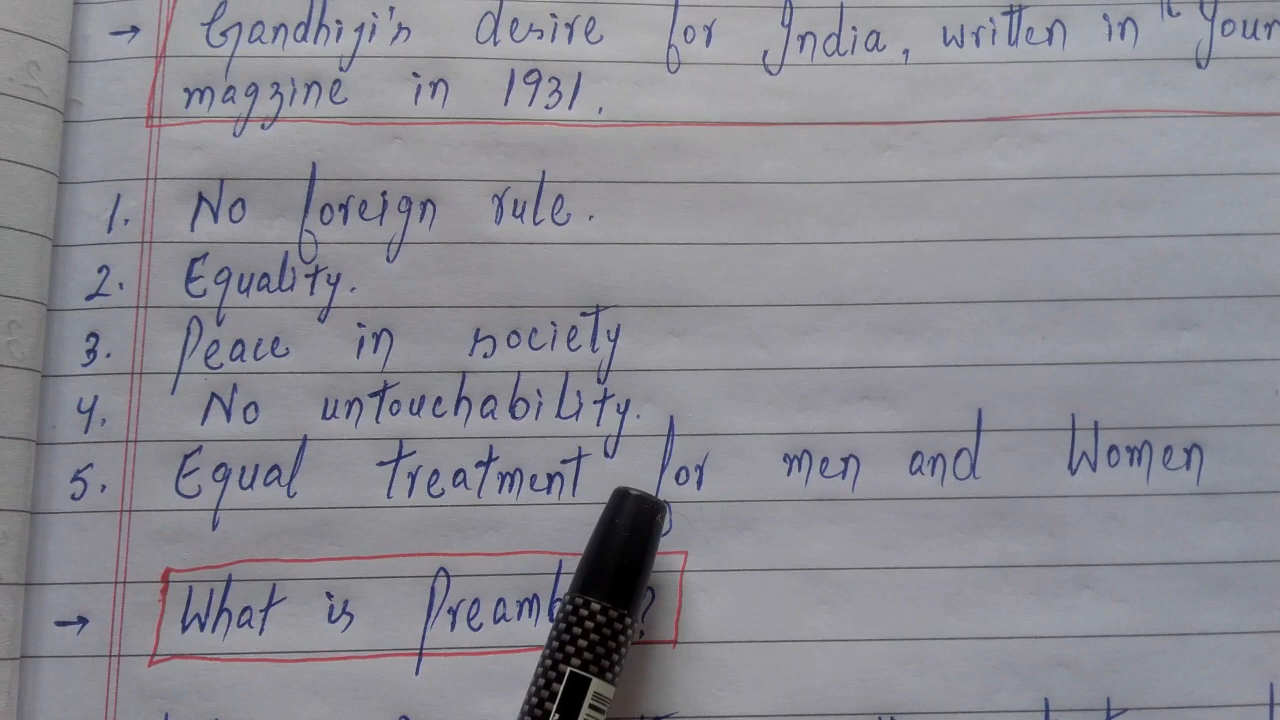 → Gandhiji's desire for India, written in "Your
magzine in 1931.
1. No foreign rule.
2. Equality.
3. Peace in society
4. No untouchability.
5. Equal treatment for men and Women
→ What is ?